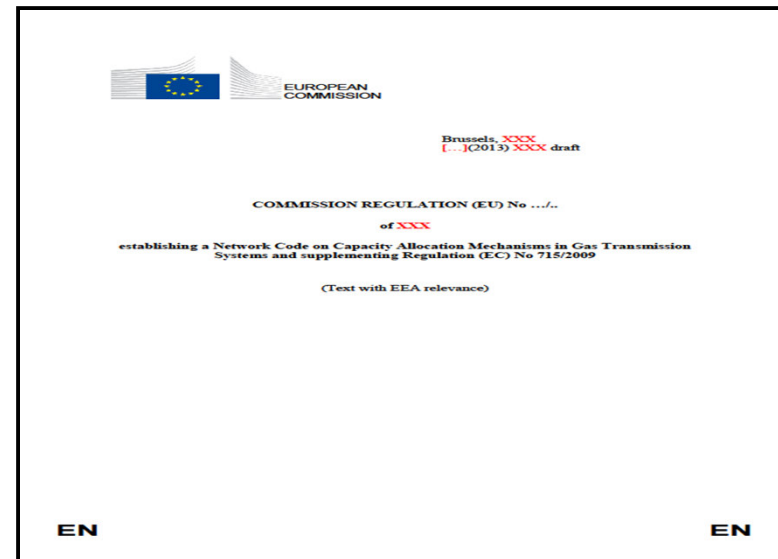 EUROPEAN
COMMISSION
Brussels, XXX
[…](2013) XXX draft
COMMISSION REGULATION (EU) No …/..
of XXX
establishing a Network Code on Capacity Allocation Mechanisms in Gas Transmission
Systems and supplementing Regulation (EC) No 715/2009
(Text with EEA relevance)
EN EN